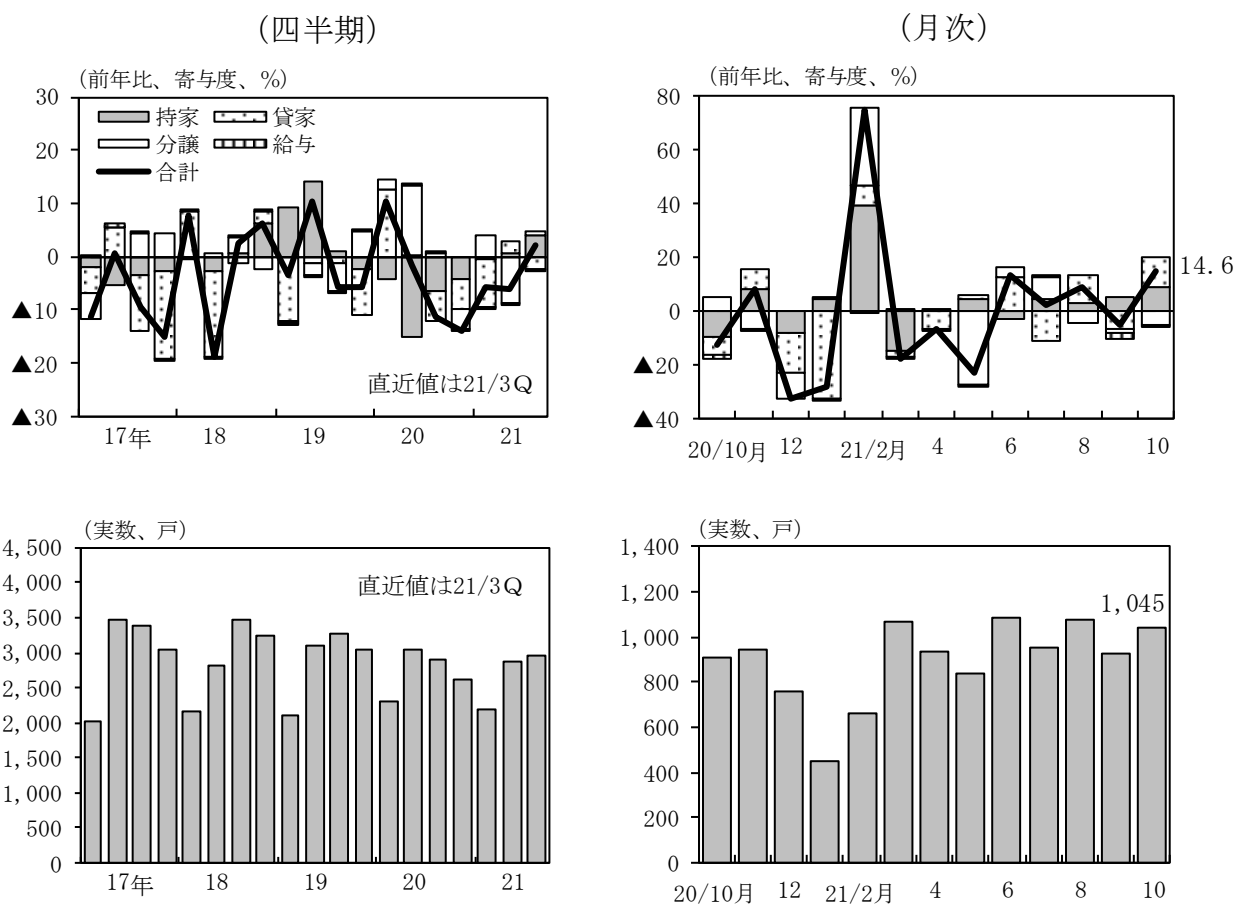 (四半期)
(前年比、寄与度、%)
30
20
10
0
▲10
▲20
▲30
持家
貸家
分譲
給与
合計
直近値は21/3Q
17年 18 19 20 21
(月次)
(前年比、寄与度、%)
80
60
40
20
0
▲20
▲40
14.6
20/10月 12 21/2月 4 6 8 10
(実数、戸)
4,500
4,000
3,500
3,000
2,500
2,000
1,500
1,000
500
0
直近値は21/3Q
17年 18 19 20 21
(実数、戸)
1,400
1,200
1,000
800
600
400
200
0
1,045
20/10月 12 21/2月 4 6 8 10